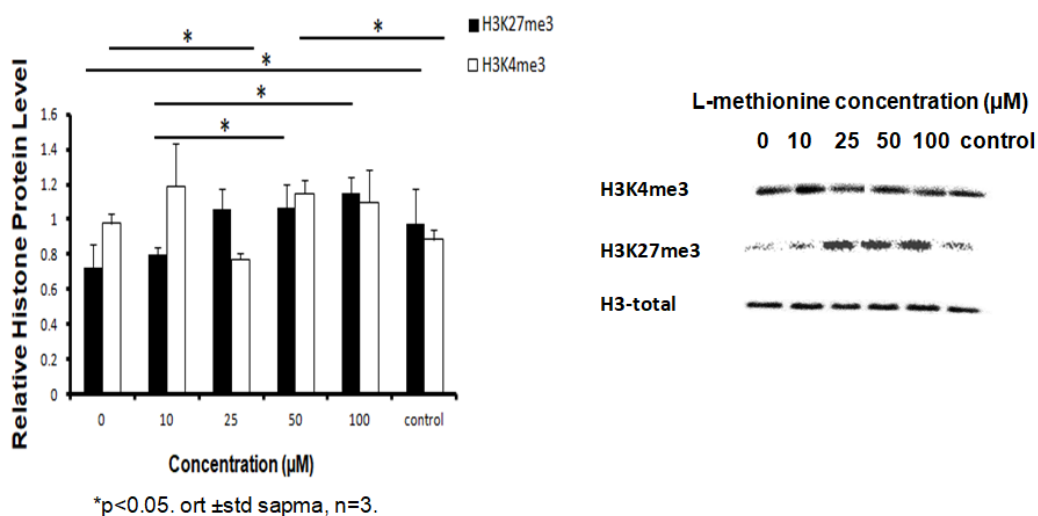 H3K27me3
*
*
H3K4me3
*
*
*
Relative Histone Protein Level
1.6
1.4
1.2
1
0.8
0.6
0.4
0.2
0
0 10 25 50 100 control
Concentration (µM)
*p<0.05. ort ±std sapma, n=3.
L-methionine concentration (µM)
0 10 25 50 100 control
H3K4me3
H3K27me3
H3-total